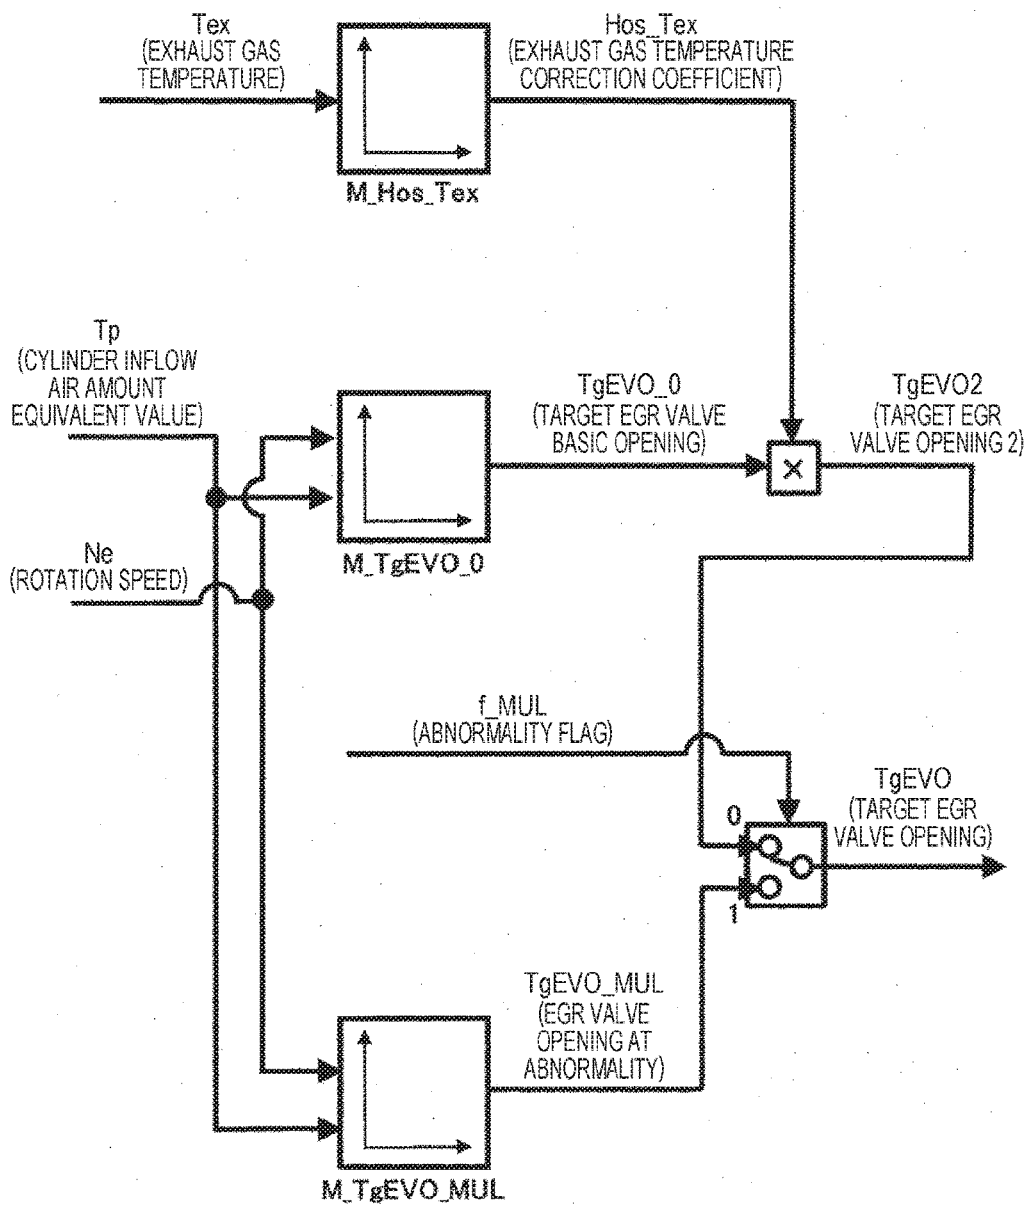 Tex
(EXHAUST GAS
TEMPERATURE)
Hos_Tex
(EXHAUST GAS TEMPERATURE
CORRECTION COEFFICIENT)
M_Hos_Tex
Tp
(CYLINDER INFLOW
AIR AMOUNT
EQUIVALENT VALUE)
TgEVO_0
(TARGET EGR VALVE
BASIC OPENING)
TgEVO2
(TARGET EGR
VALVE OPENING 2)
×
M_TgEVO_0
Ne
(ROTATION SPEED)
f_MUL
(ABNORMALITY FLAG)
TgEVO
(TARGET EGR
VALVE OPENING)
0
1
TgEVO_MUL
(EGR VALVE
OPENING AT
ABNORMALITY)
M_TgEVO_MUL